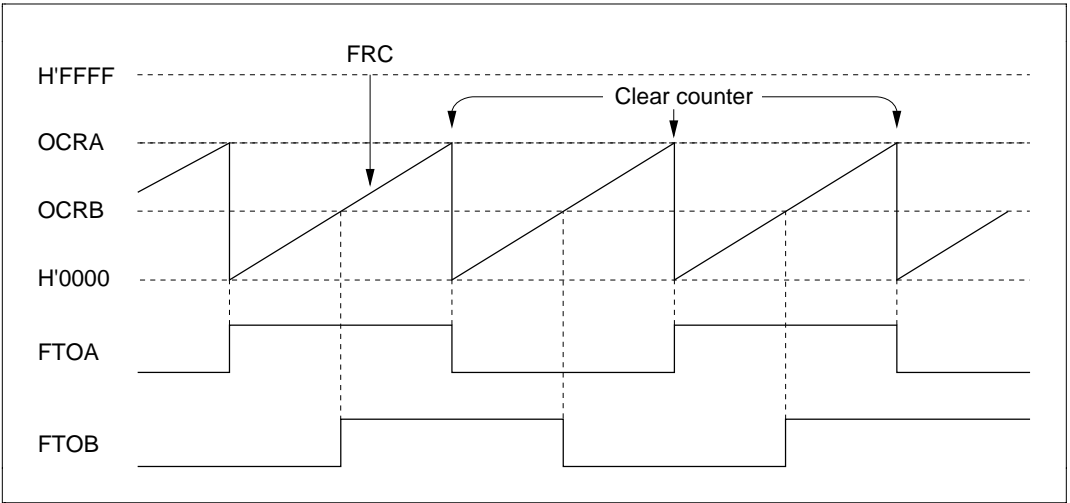 FRC
H'FFFF
Clear counter
OCRA
OCRB
H'0000
FTOA
FTOB